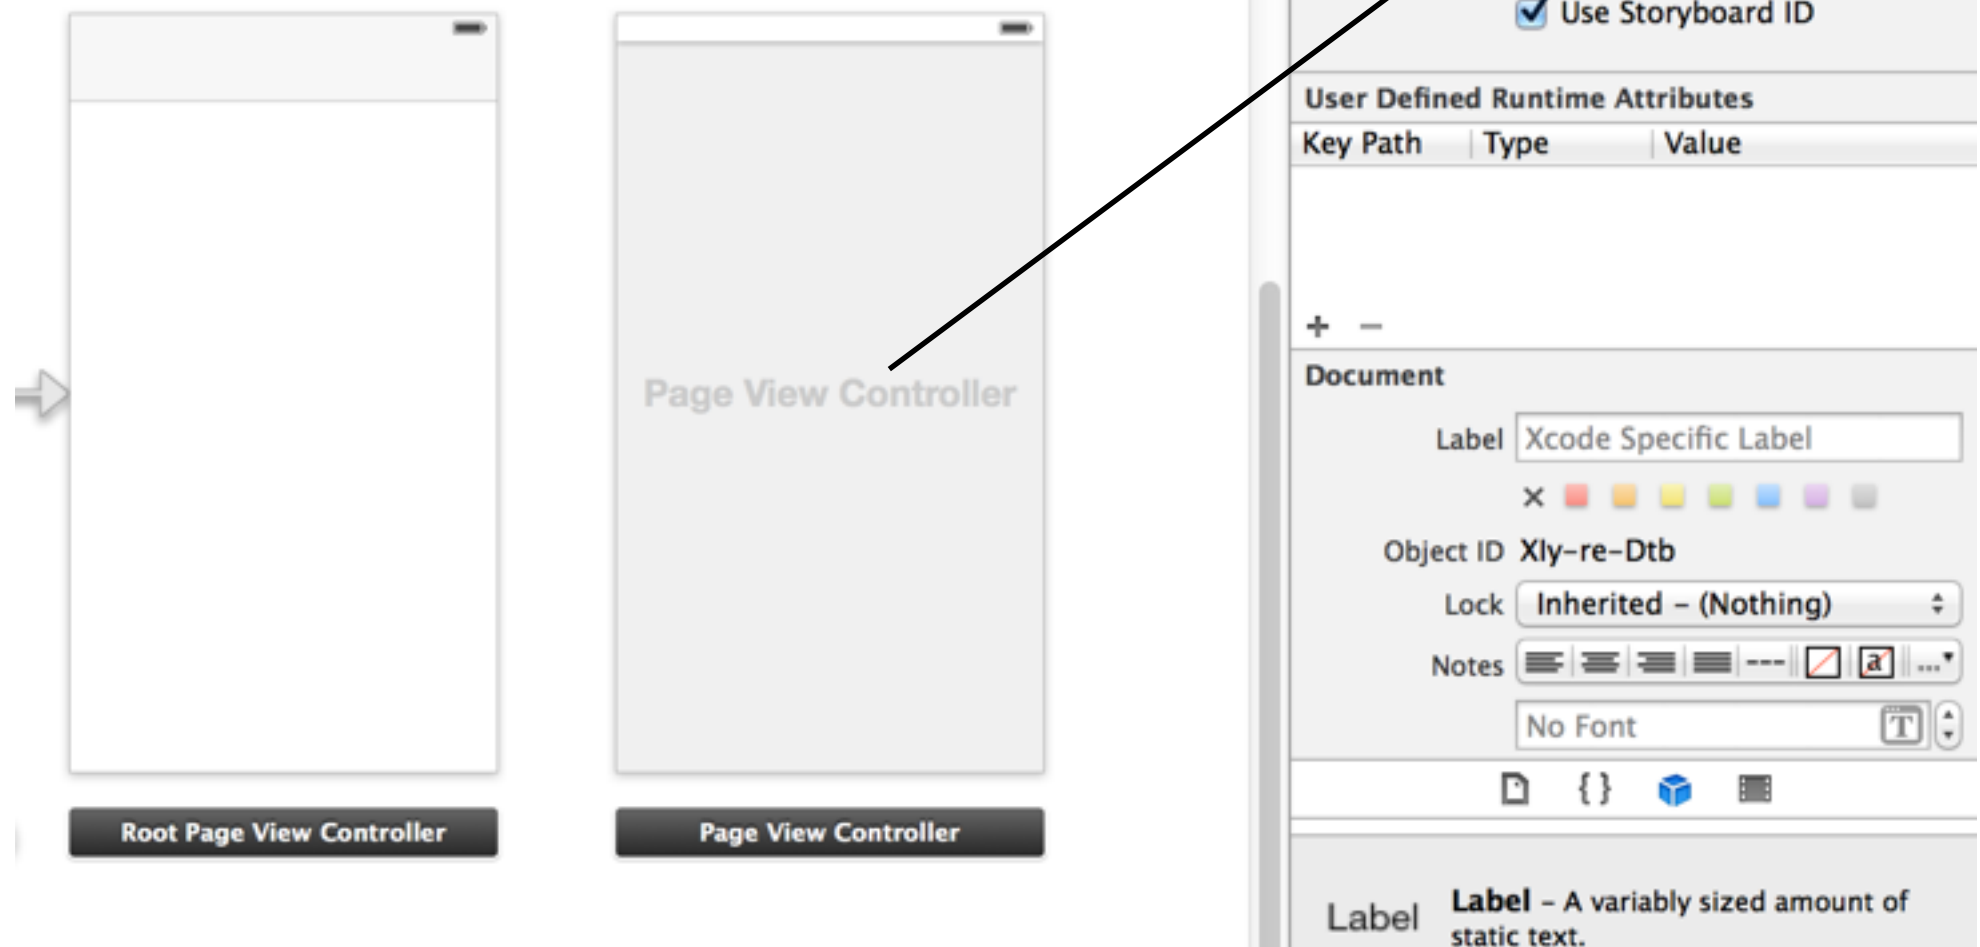 Use Storyboard ID
User Defined Runtime Attributes
Key Path Type Value
+ −
Page View Controller
Document
Label Xcode Specific Label
Object ID Xly-re-Dtb
Lock Inherited – (Nothing)
Notes a ...
No Font T
{ }
Root Page View Controller
Page View Controller
Label Label – A variably sized amount of
static text.